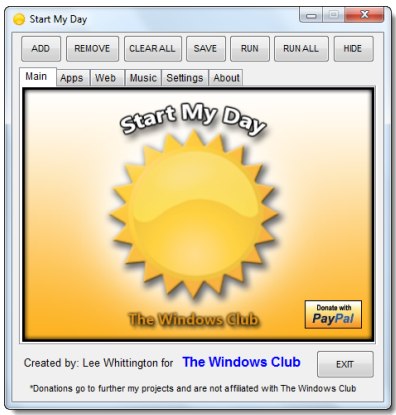 Start My Day
ADD REMOVE CLEAR ALL SAVE RUN RUN ALL HIDE
Main Apps Web Music Settings About
Start My Day
The Windows Club
Donate with
PayPal
Created by: Lee Whittington for The Windows Club
EXIT
*Donations go to further my projects and are not affiliated with The Windows Club